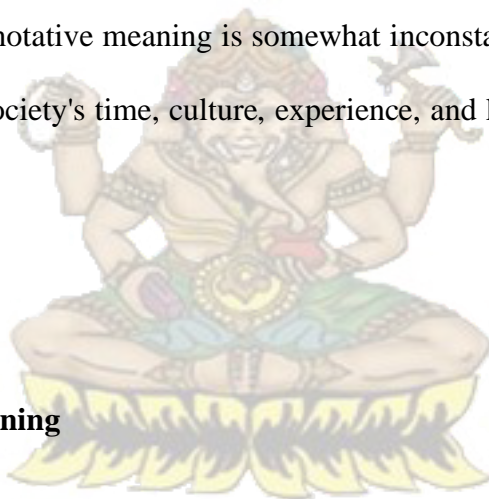 notative meaning is somewhat inconsta
ociety's time, culture, experience, and
ning